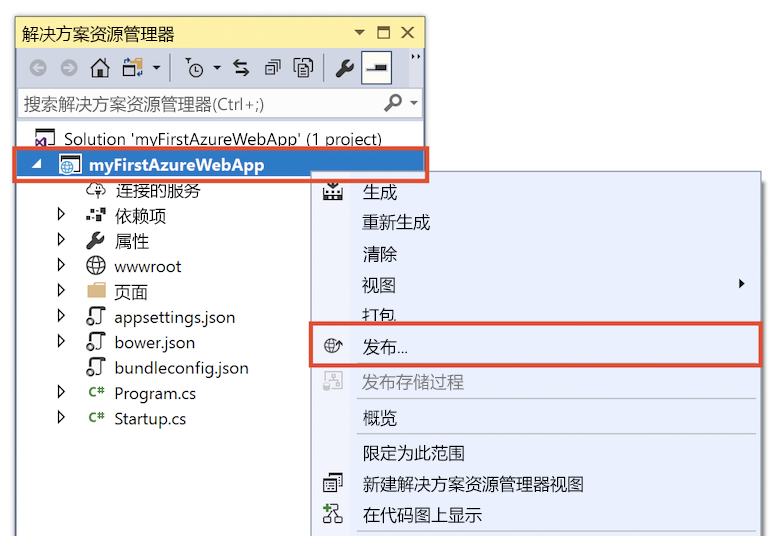 解决方案资源管理器
搜索解决方案资源管理器(Ctrl+;)
Solution 'myFirstAzureWebApp' (1 project)
myFirstAzureWebApp
连接的服务
依赖项
属性
wwwroot
页面
appsettings.json
bower.json
bundleconfig.json
C# Program.cs
C# Startup.cs
生成
重新生成
清除
视图
打包
发布...
发布存储过程
概览
限定为此范围
新建解决方案资源管理器视图
在代码图上显示